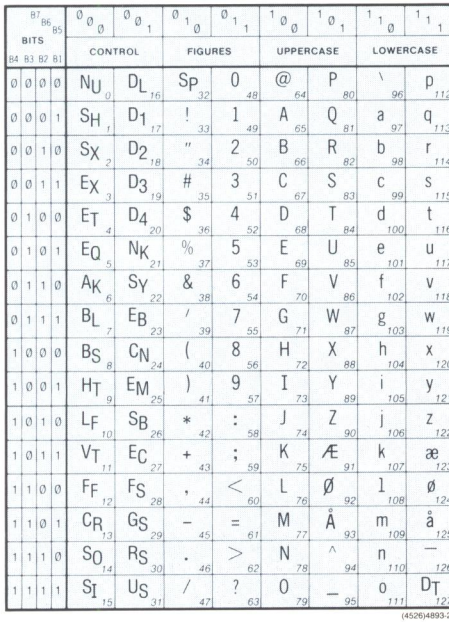 B7 B6 B5 Ø Ø Ø Ø Ø 1 Ø 1 Ø Ø 1 1 1 Ø Ø 1 Ø 1 1 1 Ø 1 1 1
BITS
B4 B3 B2 B1 CONTROL FIGURES UPPERCASE LOWERCASE
Ø Ø Ø Ø NU 0 DL 16 SP 32 0 48 @ 64 P 80 \ 96 p 112
Ø Ø Ø 1 SH 1 D1 17 ! 33 1 49 A 65 Q 81 a 97 q 113
Ø Ø 1 Ø SX 2 D2 18 " 34 2 50 B 66 R 82 b 98 r 114
Ø Ø 1 1 EX 3 D3 19 # 35 3 51 C 67 S 83 c 99 s 115
Ø 1 Ø Ø ET 4 D4 20 $ 36 4 52 D 68 T 84 d 100 t 116
Ø 1 Ø 1 EQ 5 NK 21 % 37 5 53 E 69 U 85 e 101 u 117
Ø 1 1 Ø AK 6 SY 22 & 38 6 54 F 70 V 86 f 102 v 118
Ø 1 1 1 BL 7 EB 23 / 39 7 55 G 71 W 87 g 103 w 119
1 Ø Ø Ø BS 8 CN 24 ( 40 8 56 H 72 X 88 h 104 x 120
1 Ø Ø 1 HT 9 EM 25 ) 41 9 57 I 73 Y 89 i 105 y 121
1 Ø 1 Ø LF 10 SB 26 * 42 : 58 J 74 Z 90 j 106 z 122
1 Ø 1 1 VT 11 EC 27 + 43 ; 59 K 75 Æ 91 k 107 æ 123
1 1 Ø Ø FF 12 FS 28 , 44 < 60 L 76 Ø 92 l 108 ø 124
1 1 Ø 1 CR 13 GS 29 – 45 = 61 M 77 Å 93 m 109 å 125
1 1 1 Ø SO 14 RS 30 . 46 > 62 N 78 ^ 94 n 110 ‾ 126
1 1 1 1 SI 15 US 31 / 47 ? 63 O 79 _ 95 o 111 DT 127
(4526)4893-2